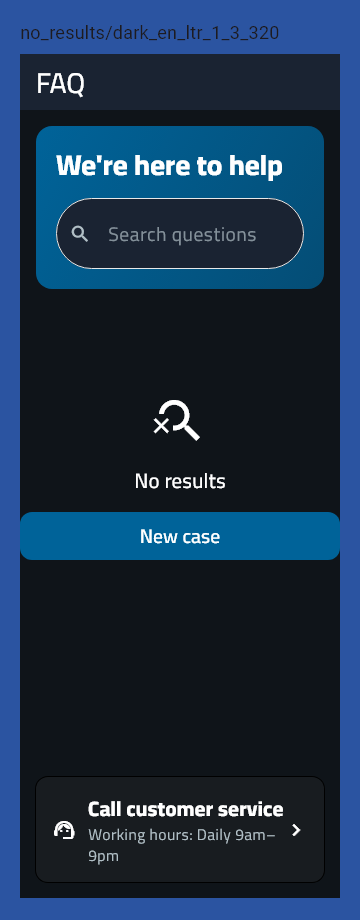 no_results/dark_en_ltr_1_3_320
FAQ
We're here to help
Search questions
No results
New case
Call customer service
Working hours: Daily 9am–
9pm